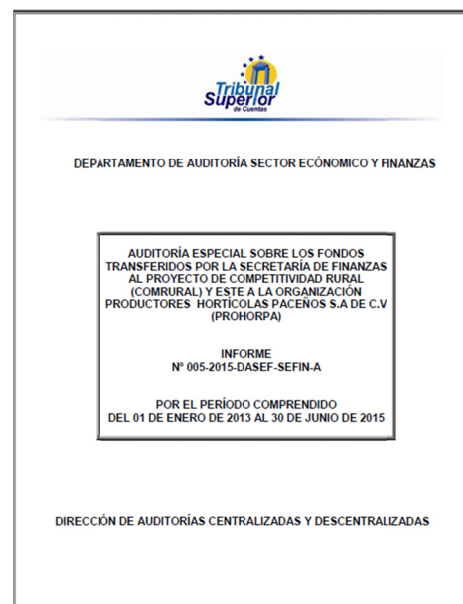 Tribunal
Superior
de Cuentas
DEPARTAMENTO DE AUDITORÍA SECTOR ECÓNOMICO Y FINANZAS
AUDITORÍA ESPECIAL SOBRE LOS FONDOS
TRANSFERIDOS POR LA SECRETARÍA DE FINANZAS
AL PROYECTO DE COMPETITIVIDAD RURAL
(COMRURAL) Y ESTE A LA ORGANIZACIÓN
PRODUCTORES HORTÍCOLAS PACEÑOS S.A DE C.V
(PROHORPA)
INFORME
N° 005-2015-DASEF-SEFIN-A
POR EL PERÍODO COMPRENDIDO
DEL 01 DE ENERO DE 2013 AL 30 DE JUNIO DE 2015
DIRECCIÓN DE AUDITORÍAS CENTRALIZADAS Y DESCENTRALIZADAS